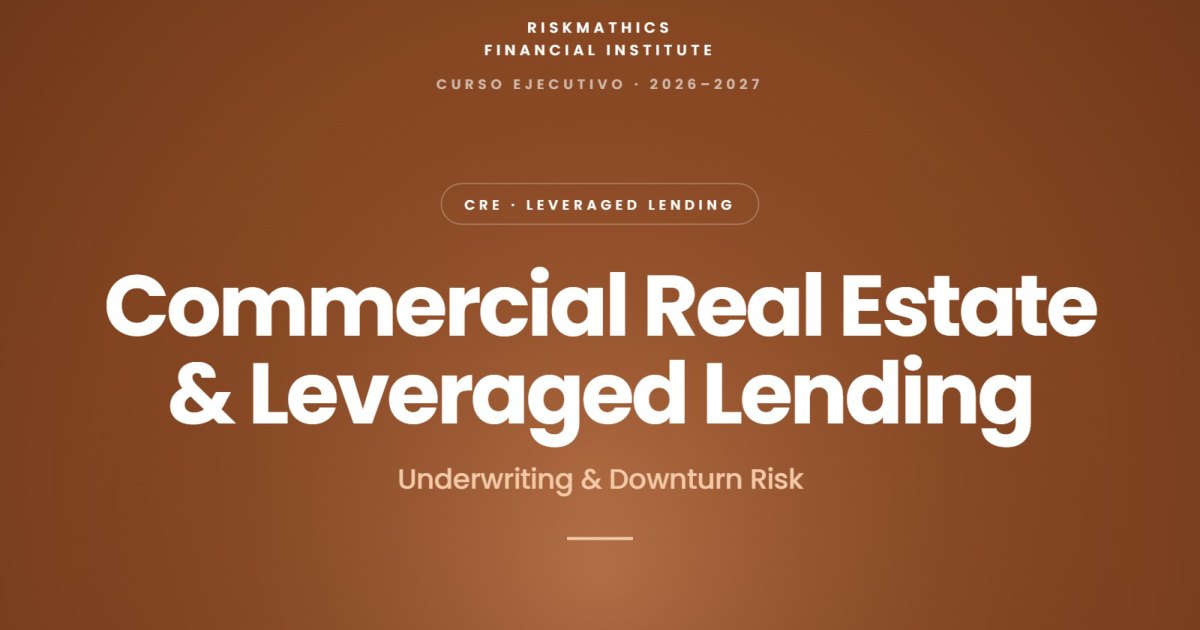 RISKMATHICS
FINANCIAL INSTITUTE
CURSO EJECUTIVO · 2026–2027
CRE · LEVERAGED LENDING
Commercial Real Estate
& Leveraged Lending
Underwriting & Downturn Risk